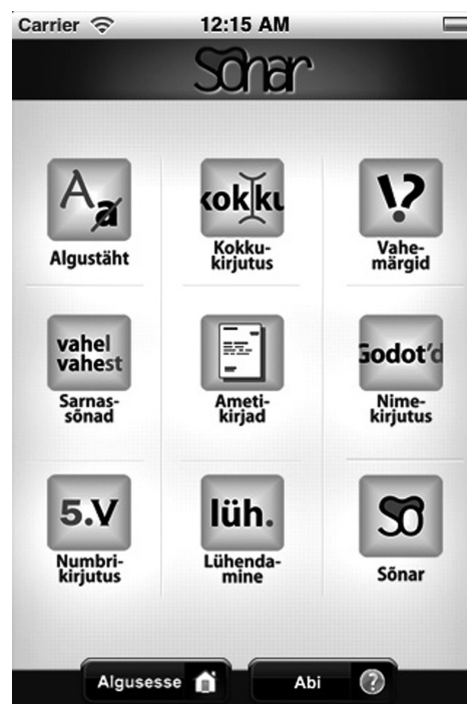 Carrier 12:15 AM
Sõnar
A a
kokku
!?
Algustäht
Kokku-
kirjutus
Vahe-
märgid
vahel
vahest
Godot'd
Sarnas-
sõnad
Ameti-
kirjad
Nime-
kirjutus
5.V
lüh.
SÕ
Numbri-
kirjutus
Lühenda-
mine
Sõnar
Algusesse
Abi ?